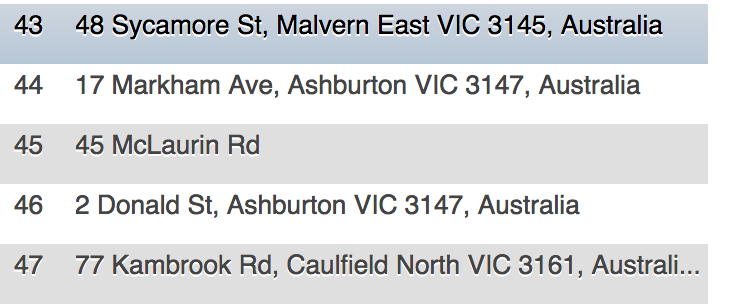 43 48 Sycamore St, Malvern East VIC 3145, Australia
44 17 Markham Ave, Ashburton VIC 3147, Australia
45 45 McLaurin Rd
46 2 Donald St, Ashburton VIC 3147, Australia
47 77 Kambrook Rd, Caulfield North VIC 3161, Australi...